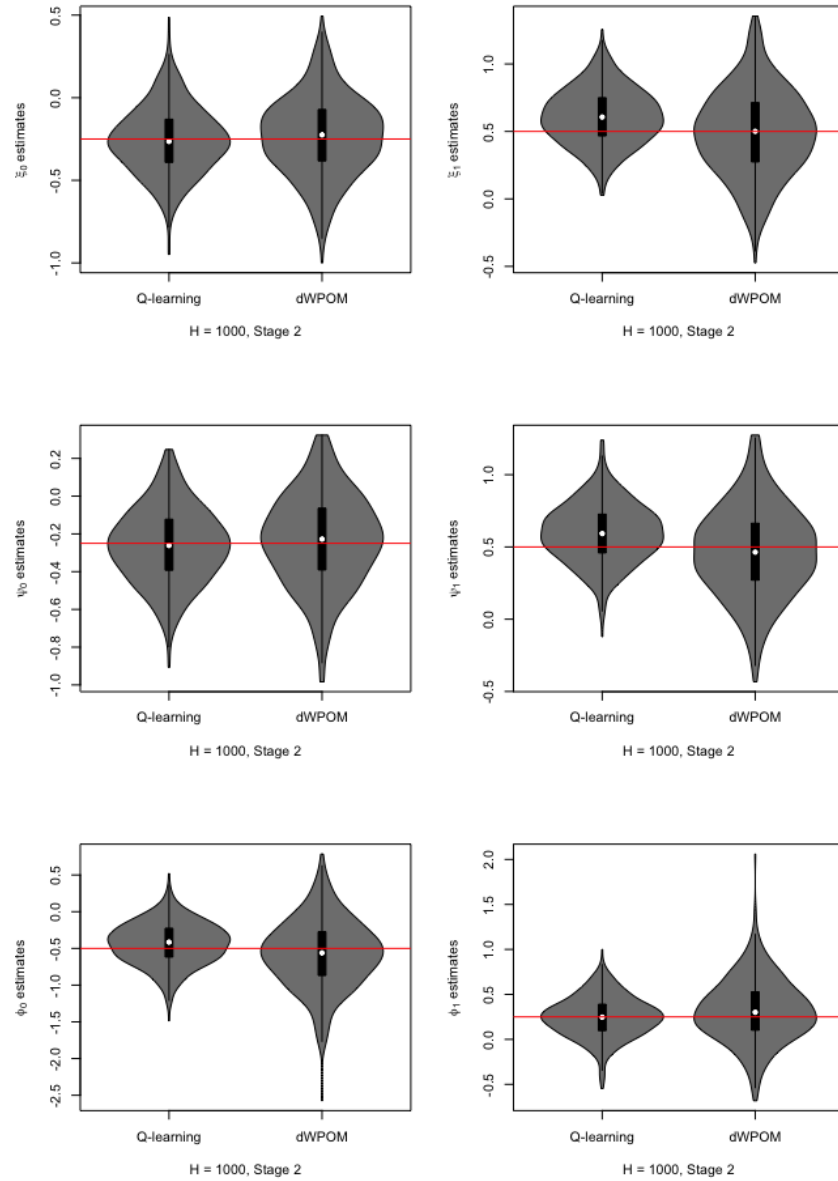 0.5
0.0
-0.5
-1.0
ξ0 estimates
Q-learning
dWPOM
H = 1000, Stage 2
1.0
0.5
0.0
-0.5
ξ1 estimates
Q-learning
dWPOM
H = 1000, Stage 2
0.2
0.0
-0.2
-0.4
-0.6
-0.8
-1.0
ψ0 estimates
Q-learning
dWPOM
H = 1000, Stage 2
1.0
0.5
0.0
-0.5
ψ1 estimates
Q-learning
dWPOM
H = 1000, Stage 2
0.5
0.0
-0.5
-1.0
-1.5
-2.0
-2.5
ϕ0 estimates
Q-learning
dWPOM
H = 1000, Stage 2
2.0
1.5
1.0
0.5
0.0
-0.5
ϕ1 estimates
Q-learning
dWPOM
H = 1000, Stage 2